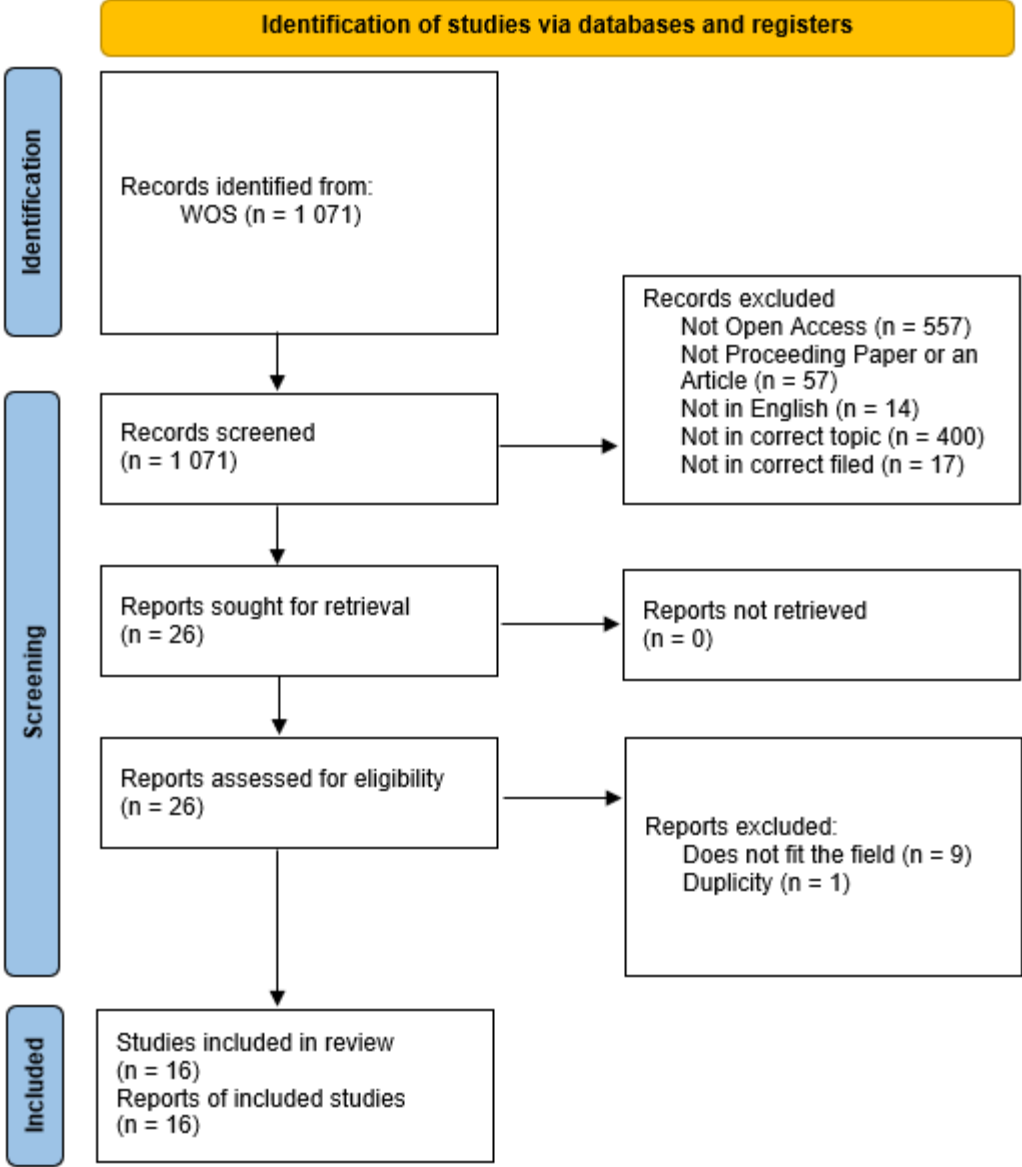 Identification of studies via databases and registers
Identification
Records identified from:
WOS (n = 1 071)
Records excluded
Not Open Access (n = 557)
Not Proceeding Paper or an
Article (n = 57)
Not in English (n = 14)
Not in correct topic (n = 400)
Not in correct filed (n = 17)
Screening
Records screened
(n = 1 071)
Reports sought for retrieval
(n = 26)
Reports not retrieved
(n = 0)
Reports assessed for eligibility
(n = 26)
Reports excluded:
Does not fit the field (n = 9)
Duplicity (n = 1)
Included
Studies included in review
(n = 16)
Reports of included studies
(n = 16)